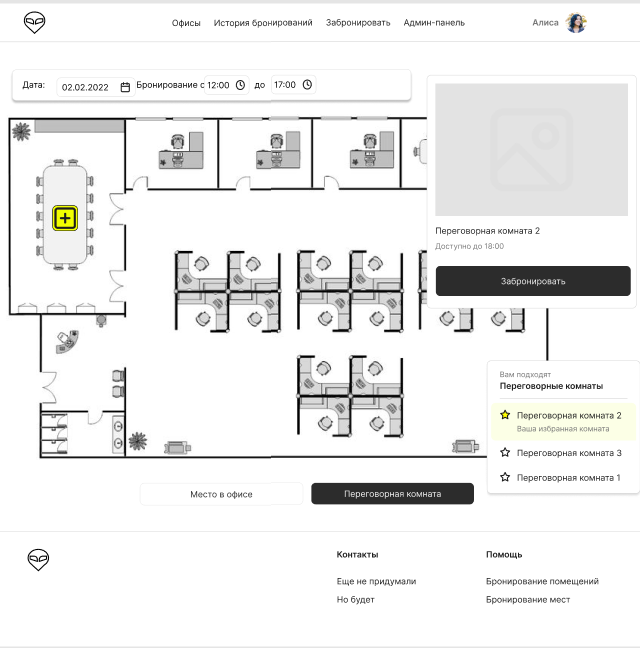 Офисы История бронирований Забронировать Админ-панель Алиса
Дата: 02.02.2022 Бронирование с 12:00 до 17:00
Переговорная комната 2
Доступно до 18:00
Забронировать
Вам подходят
Переговорные комнаты
Переговорная комната 2
Ваша избранная комната
Переговорная комната 3
Переговорная комната 1
Место в офисе Переговорная комната
Контакты
Еще не придумали
Но будет
Помощь
Бронирование помещений
Бронирование мест